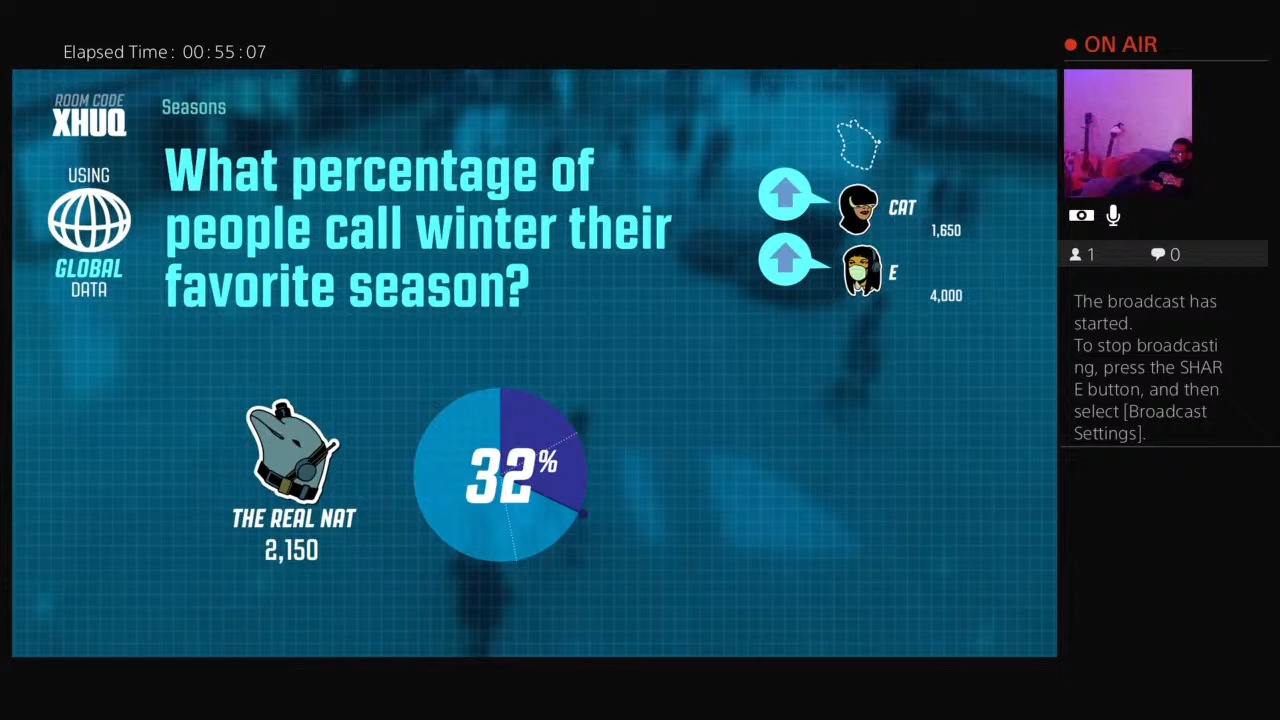 Elapsed Time: 00:55:07
ON AIR
ROOM CODE
XHUQ
Seasons
What percentage of
people call winter their
favorite season?
USING
GLOBAL
DATA
CAT
1,650
E
4,000
THE REAL NAT
2,150
32%
1
0
The broadcast has
started.
To stop broadcasti
ng, press the SHAR
E button, and then
select [Broadcast
Settings].